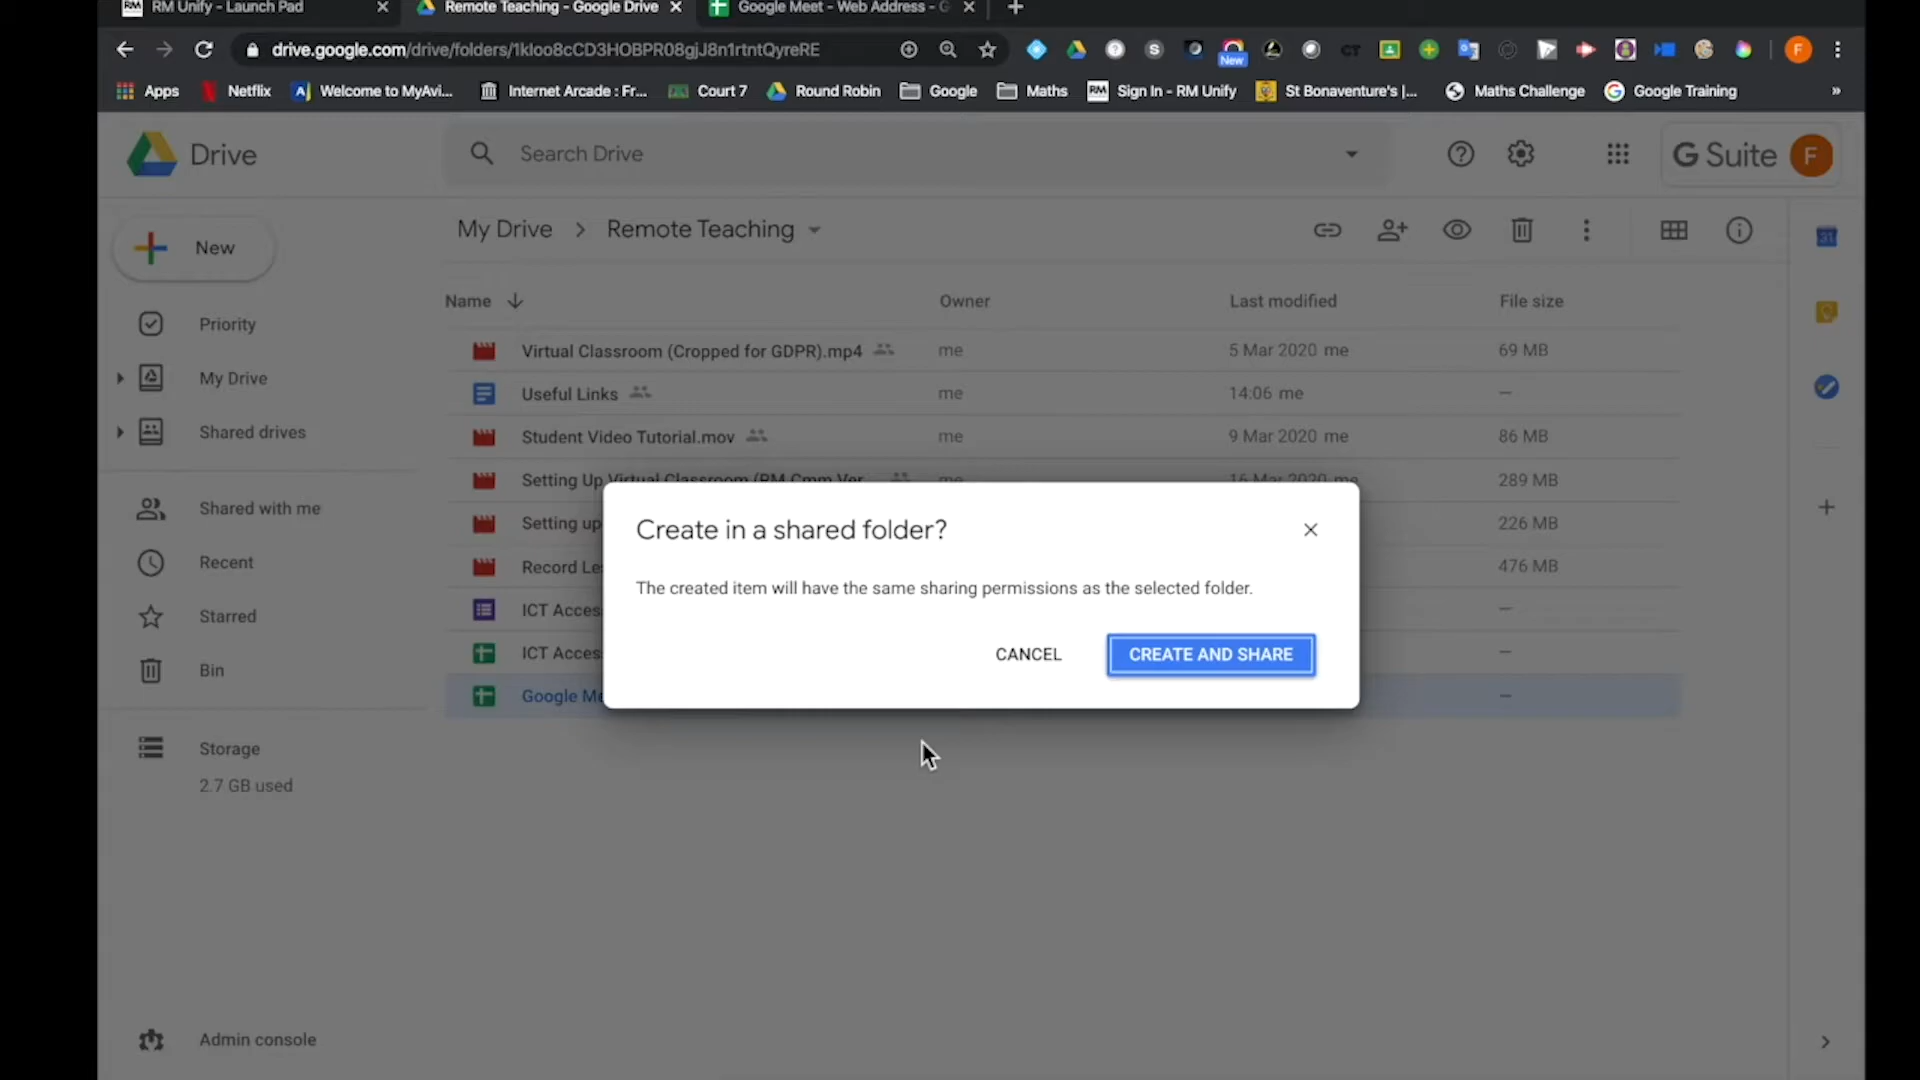 RM Unify - Launch Pad
Remote Teaching - Google Drive
Google Meet - Web Address - G
drive.google.com/drive/folders/1kIoo8cCD3HOBPR08gjJ8n1rtntQyreRE
New
F
Apps
Netflix
Welcome to MyAvi...
Internet Arcade : Fr...
Court 7
Round Robin
Google
Maths
RM Sign In - RM Unify
St Bonaventure's |...
Maths Challenge
Google Training
»
Drive
Search Drive
G Suite F
New
My Drive > Remote Teaching
Name
Owner
Last modified
File size
Virtual Classroom (Cropped for GDPR).mp4 me 5 Mar 2020 me 69 MB
Useful Links me 14:06 me —
Student Video Tutorial.mov me 9 Mar 2020 me 86 MB
Setting Up Virtual Classroom (RM Cmm Ver me 16 Mar 2020 me 289 MB
Setting up 226 MB
Record Le 476 MB
ICT Acces —
ICT Acces —
Google Me —
Priority
My Drive
Shared drives
Shared with me
Recent
Starred
Bin
Storage
2.7 GB used
Admin console
31
Create in a shared folder?
The created item will have the same sharing permissions as the selected folder.
CANCEL
CREATE AND SHARE